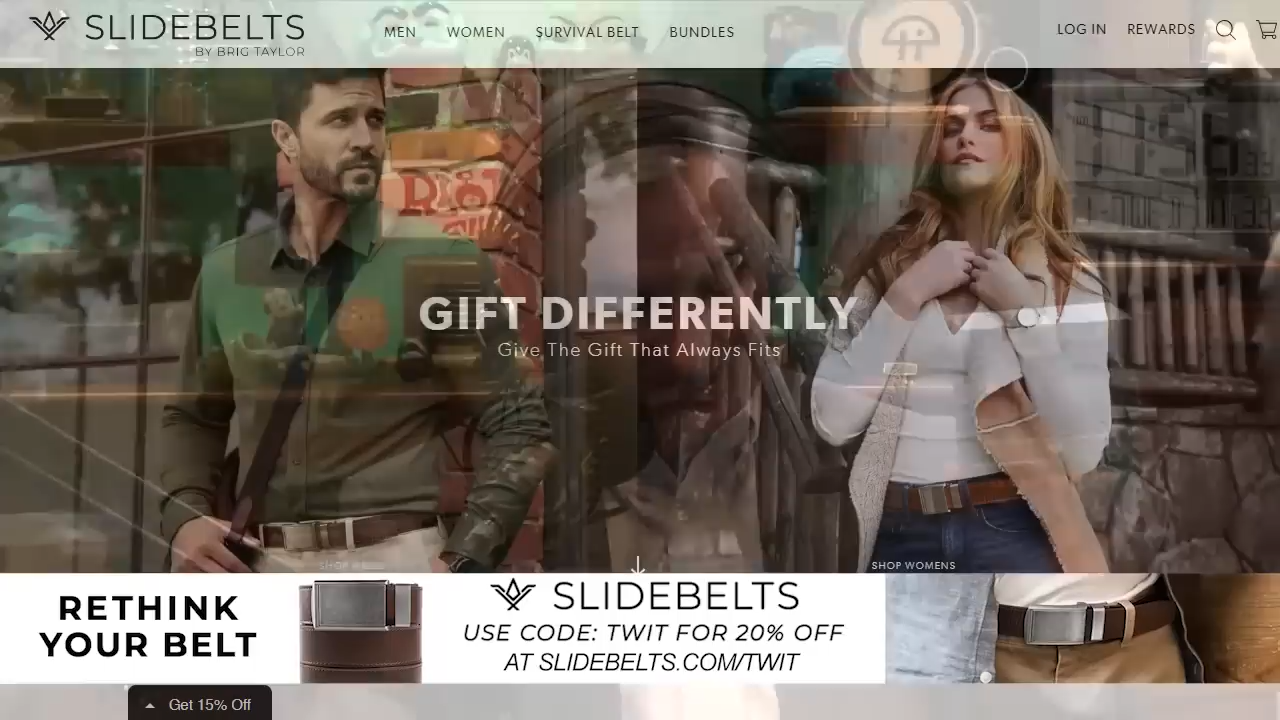 SLIDEBELTS
BY BRIG TAYLOR
MEN
WOMEN
SURVIVAL BELT
BUNDLES
LOG IN
REWARDS
GIFT DIFFERENTLY
Give The Gift That Always Fits
SHOP
SHOP WOMENS
RETHINK
YOUR BELT
SLIDEBELTS
USE CODE: TWIT FOR 20% OFF
AT SLIDEBELTS.COM/TWIT
Get 15% Off